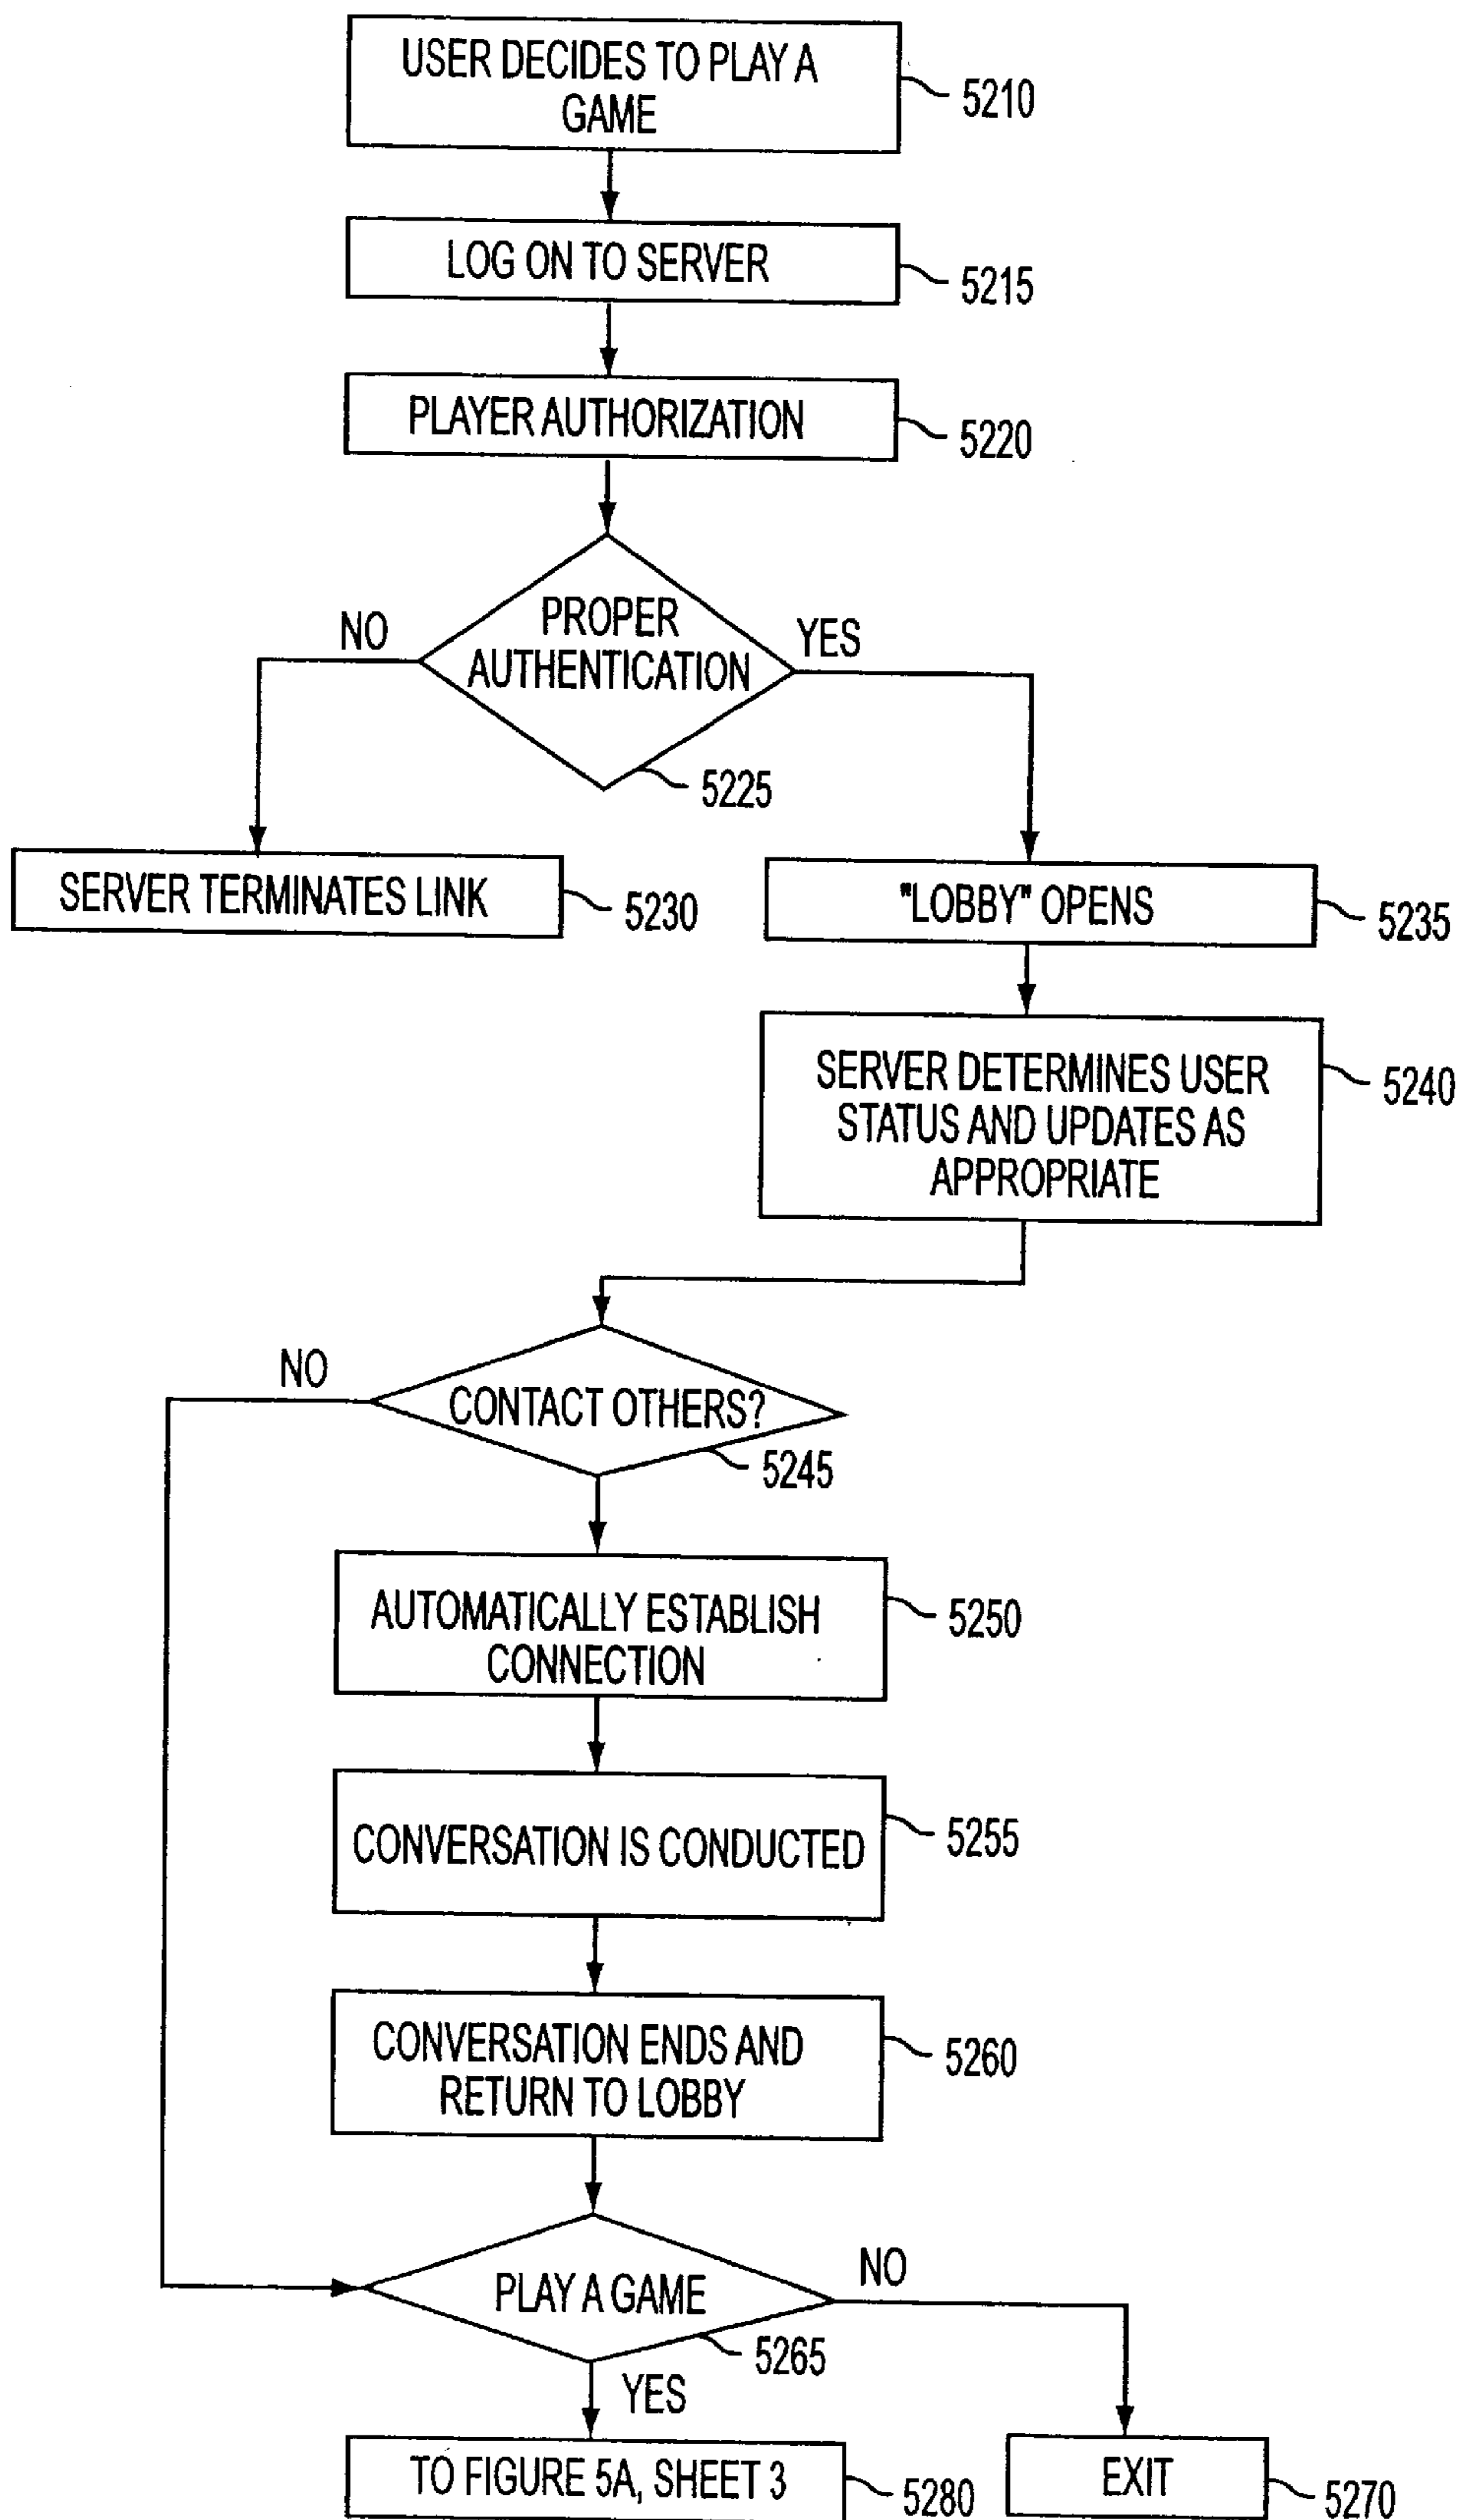 USER DECIDES TO PLAY A
GAME
5210
LOG ON TO SERVER
5215
PLAYER AUTHORIZATION
5220
PROPER
AUTHENTICATION
NO
YES
5225
SERVER TERMINATES LINK
5230
"LOBBY" OPENS
5235
SERVER DETERMINES USER
STATUS AND UPDATES AS
APPROPRIATE
5240
NO
CONTACT OTHERS?
5245
AUTOMATICALLY ESTABLISH
CONNECTION
5250
CONVERSATION IS CONDUCTED
5255
CONVERSATION ENDS AND
RETURN TO LOBBY
5260
PLAY A GAME
NO
5265
YES
TO FIGURE 5A, SHEET 3
5280
EXIT
5270